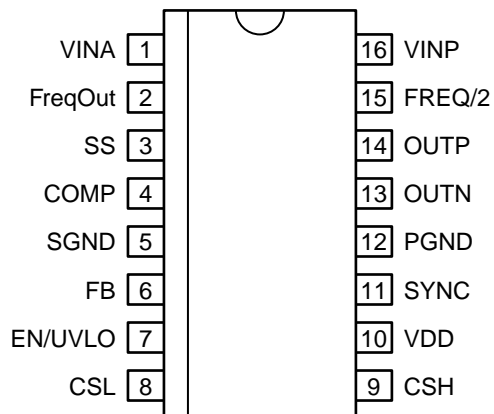 VINA 1 16 VINP
FreqOut 2 15 FREQ/2
SS 3 14 OUTP
COMP 4 13 OUTN
SGND 5 12 PGND
FB 6 11 SYNC
EN/UVLO 7 10 VDD
CSL 8 9 CSH